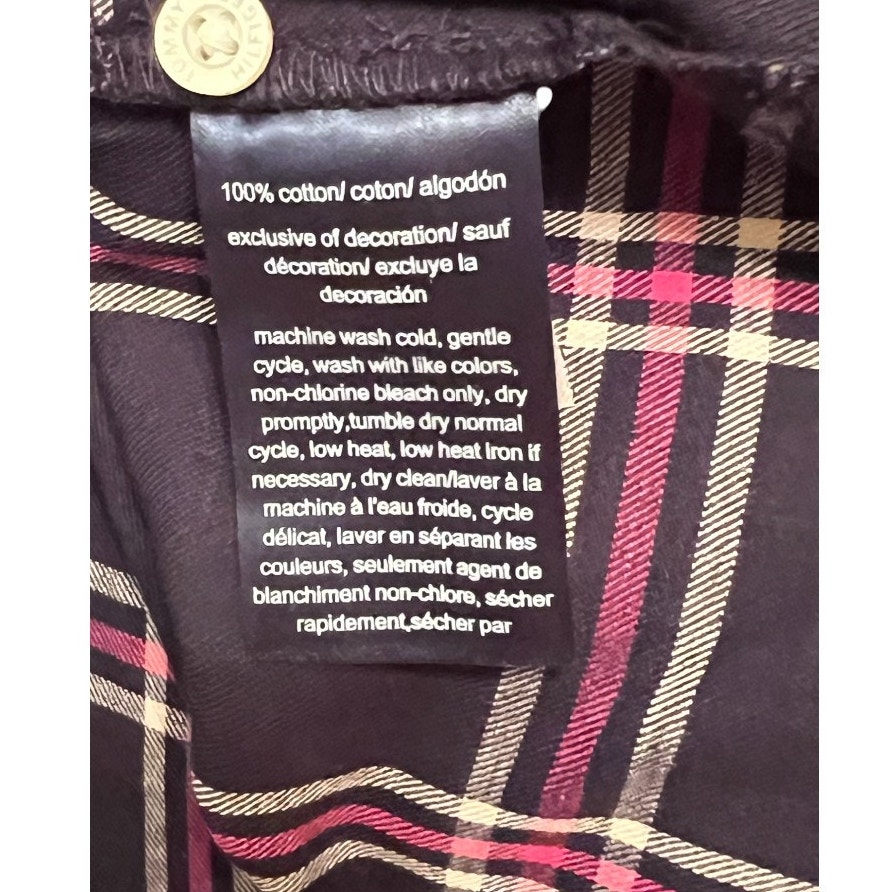 TOMMY HILFIGER
100% cotton/ coton/ algodón
exclusive of decoration/ sauf
décoration/ excluye la
decoración
machine wash cold, gentle
cycle, wash with like colors,
non-chlorine bleach only, dry
promptly,tumble dry normal
cycle, low heat, low heat iron if
necessary, dry clean/laver à la
machine à l'eau froide, cycle
délicat, laver en séparant les
couleurs, seulement agent de
blanchiment non-chlore, sécher
rapidement,sécher par